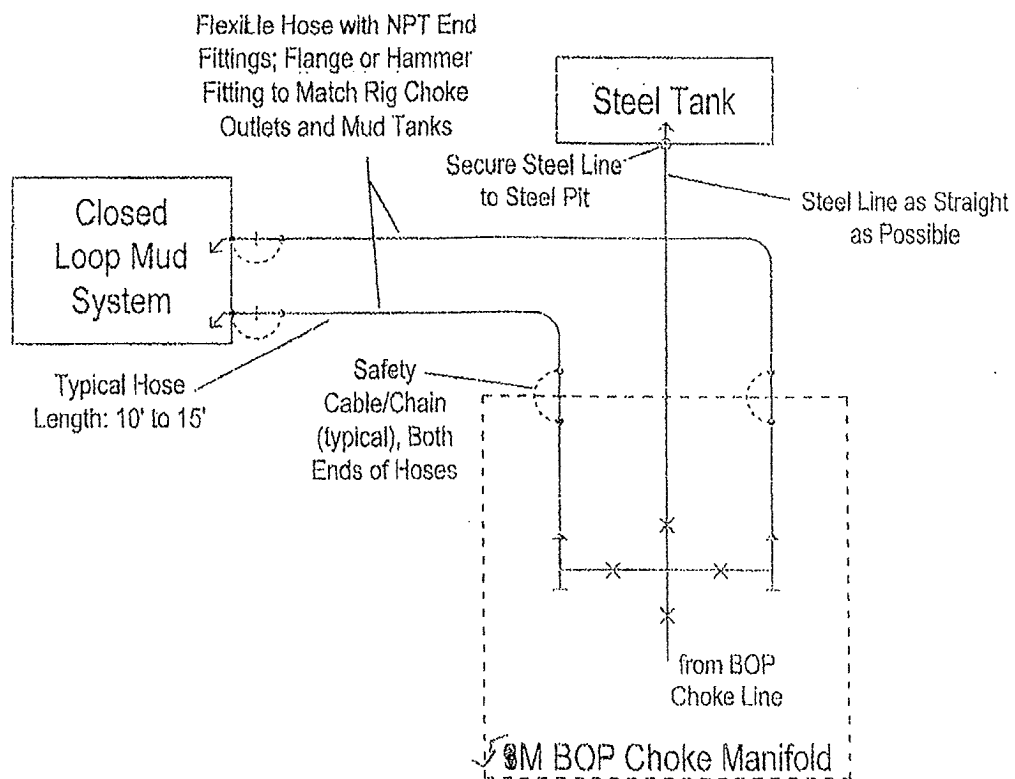 Flexible Hose with NPT End
Fittings; Flange or Hammer
Fitting to Match Rig Choke
Outlets and Mud Tanks
Steel Tank
Secure Steel Line
to Steel Pit
Steel Line as Straight
as Possible
Closed
Loop Mud
System
Typical Hose
Length: 10' to 15'
Safety
Cable/Chain
(typical), Both
Ends of Hoses
from BOP
Choke Line
BOP Choke Manifold